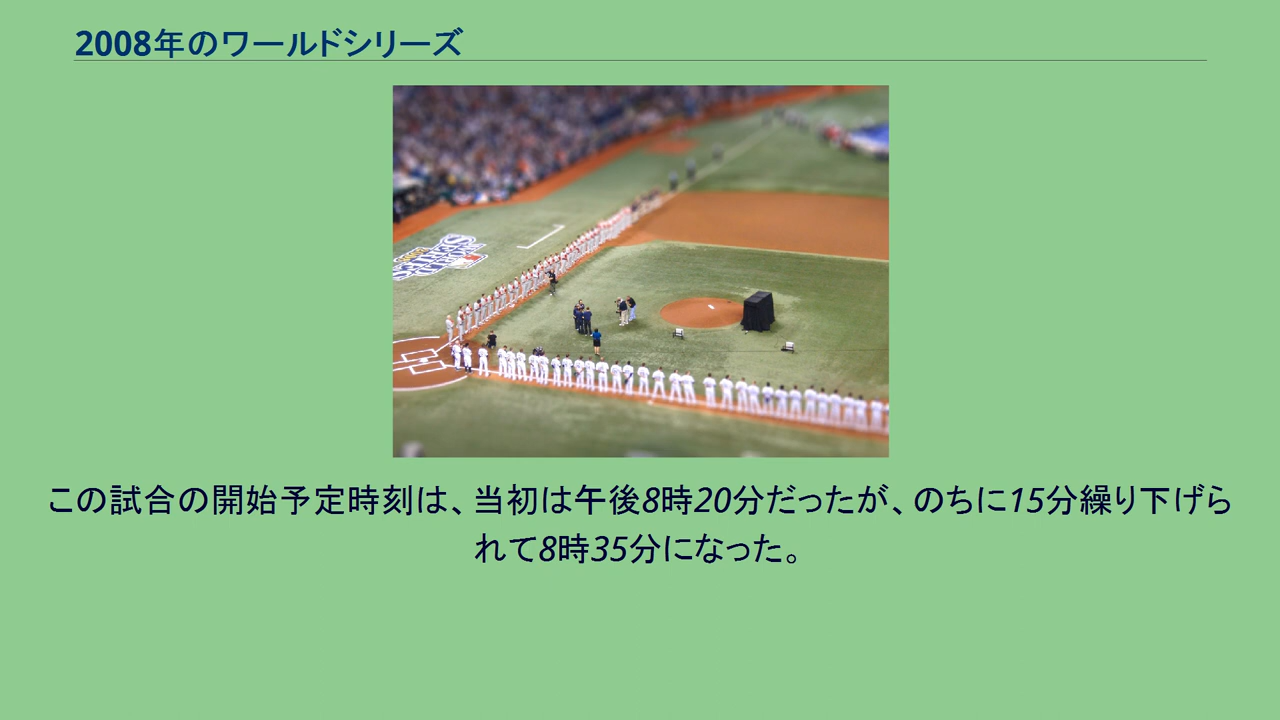 2008年のワールドシリーズ
WORLD
SERIES
この試合の開始予定時刻は、当初は午後8時20分だったが、のちに15分繰り下げら
れて8時35分になった。